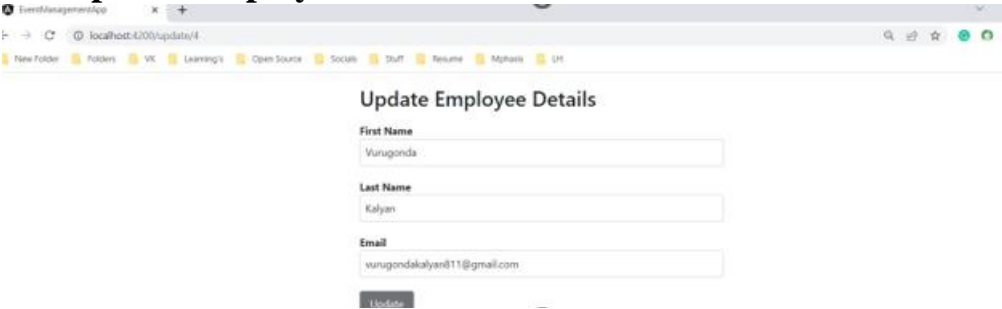 EventManagementApp
localhost:4200/update/4
New Folder Folders VK Learning's Open Source Socials Stuff Resume Mphasis LH
Update Employee Details
First Name
Vurugonda
Last Name
Kalyan
Email
vurugondakalyan811@gmail.com
Update